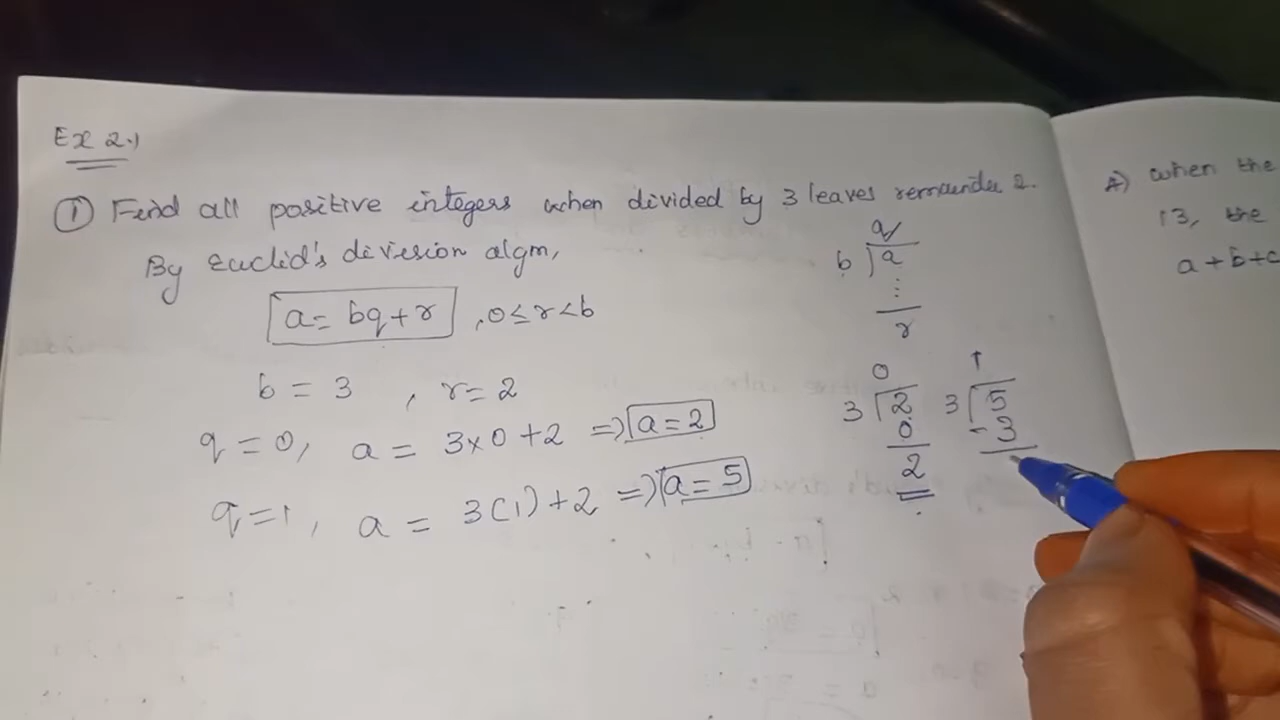 Ex 2.1
① Find all positive integers when divided by 3 leaves remainder 2.
By Euclid's division algm,
a = bq + r , 0 ≤ r < b
b = 3 , r = 2
q = 0, a = 3 × 0 + 2 ⇒ a = 2
q = 1, a = 3(1) + 2 ⇒ a = 5
q
b ) a
⋮
r
0
3 ) 2
0
2
1
3 ) 5
- 3
A) when the
13, the
a + b + c